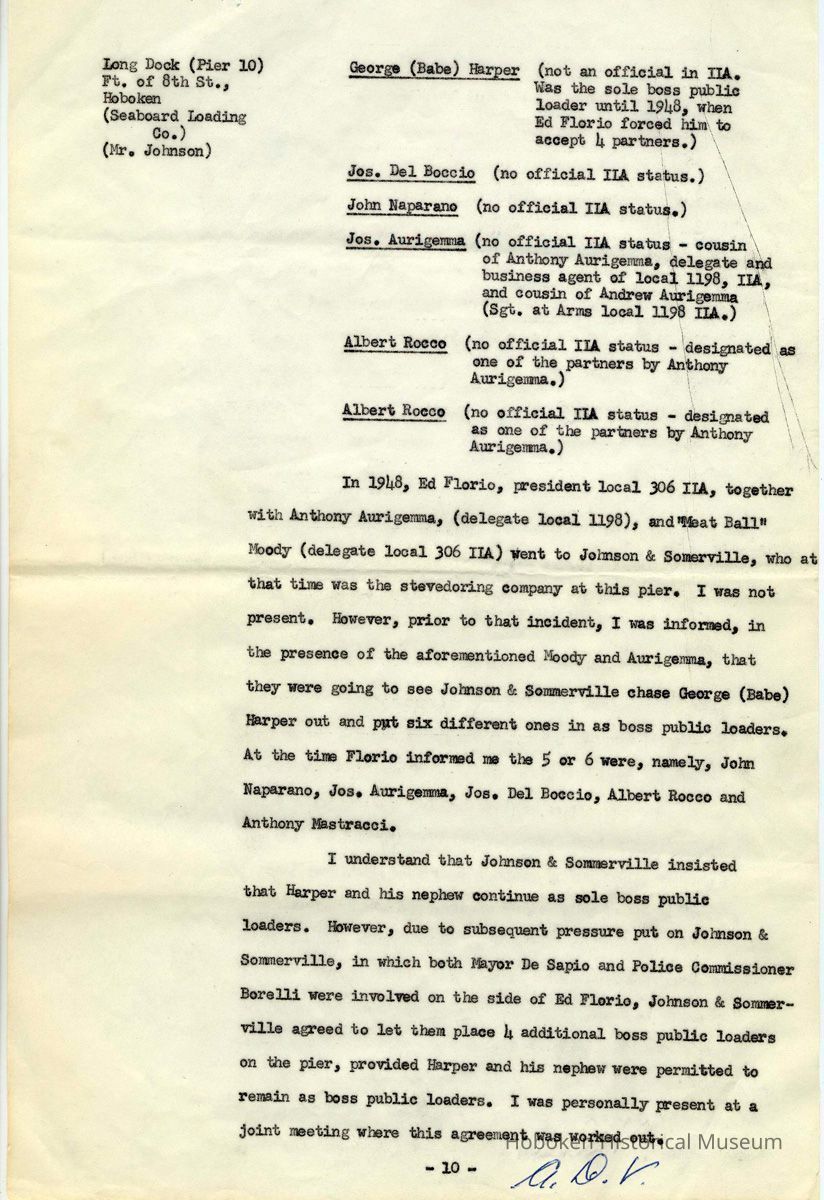 Long Dock (Pier 10)
Ft. of 8th St.,
Hoboken
(Seaboard Loading
Co.)
(Mr. Johnson)
George (Babe) Harper (not an official in IIA.
Was the sole boss public
loader until 1948, when
Ed Florio forced him to
accept 4 partners.)
Jos. Del Boccio (no official IIA status.)
John Naparano (no official IIA status.)
Jos. Aurigemma (no official IIA status - cousin
of Anthony Aurigemma, delegate and
business agent of local 1198, IIA,
and cousin of Andrew Aurigemma
(Sgt. at Arms local 1198 IIA.)
Albert Rocco (no official IIA status - designated as
one of the partners by Anthony
Aurigemma.)
Albert Rocco (no official IIA status - designated
as one of the partners by Anthony
Aurigemma.)
In 1948, Ed Florio, president local 306 IIA, together
with Anthony Aurigemma, (delegate local 1198), and "Meat Ball"
Moody (delegate local 306 IIA) went to Johnson & Somerville, who at
that time was the stevedoring company at this pier. I was not
present. However, prior to that incident, I was informed, in
the presence of the aforementioned Moody and Aurigemma, that
they were going to see Johnson & Sommerville chase George (Babe)
Harper out and put six different ones in as boss public loaders.
At the time Florio informed me the 5 or 6 were, namely, John
Naparano, Jos. Aurigemma, Jos. Del Boccio, Albert Rocco and
Anthony Mastracci.
I understand that Johnson & Sommerville insisted
that Harper and his nephew continue as sole boss public
loaders. However, due to subsequent pressure put on Johnson &
Sommerville, in which both Mayor De Sapio and Police Commissioner
Borelli were involved on the side of Ed Florio, Johnson & Sommer-
ville agreed to let them place 4 additional boss public loaders
on the pier, provided Harper and his nephew were permitted to
remain as boss public loaders. I was personally present at a
joint meeting where this agreement was worked out.
Hoboken Historical Museum
- 10 -
A. D. V.